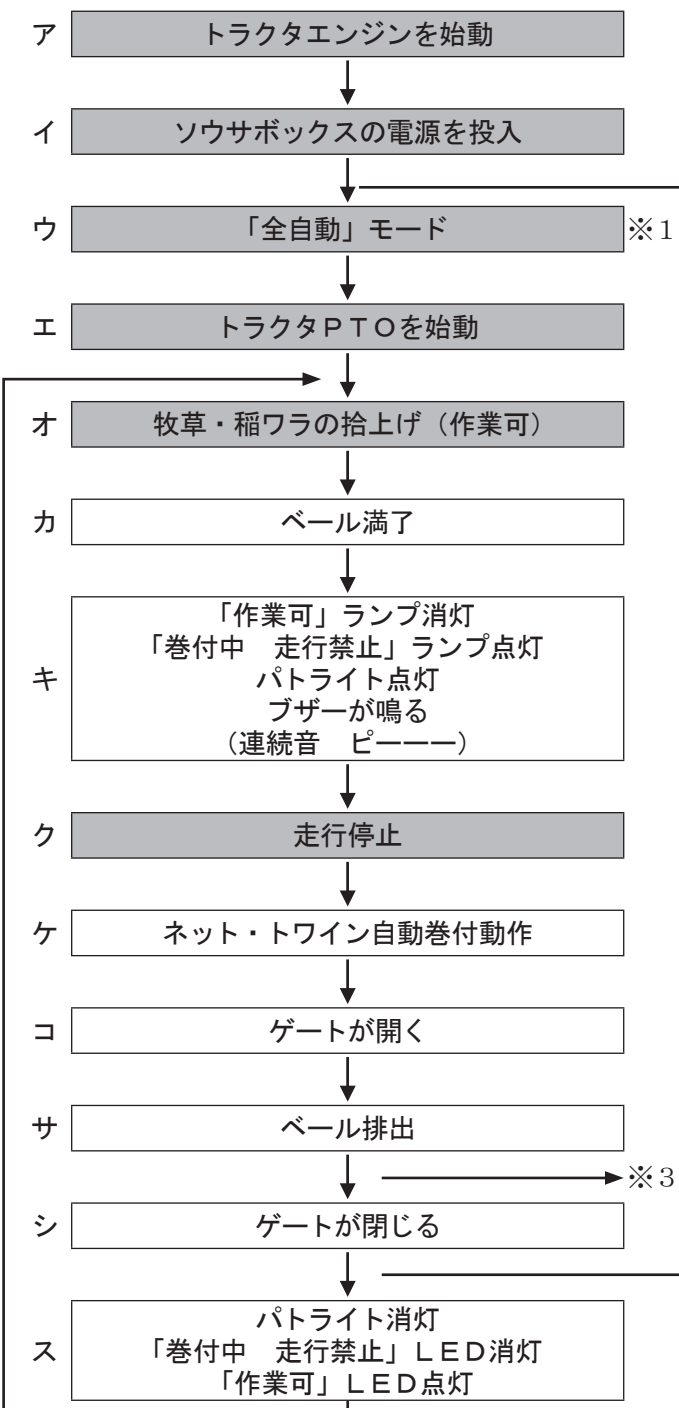 ア トラクタエンジンを始動
イ ソウサボックスの電源を投入
ウ 「全自動」モード ※1
エ トラクタPTOを始動
オ 牧草・稲ワラの拾上げ(作業可)
カ ベール満了
「作業可」ランプ消灯
「巻付中 走行禁止」ランプ点灯
キ パトライト点灯
ブザーが鳴る
(連続音 ピーーー)
ク 走行停止
ケ ネット・トワイン自動巻付動作
コ ゲートが開く
サ ベール排出
※3
シ ゲートが閉じる
パトライト消灯
ス 「巻付中 走行禁止」LED消灯
「作業可」LED点灯